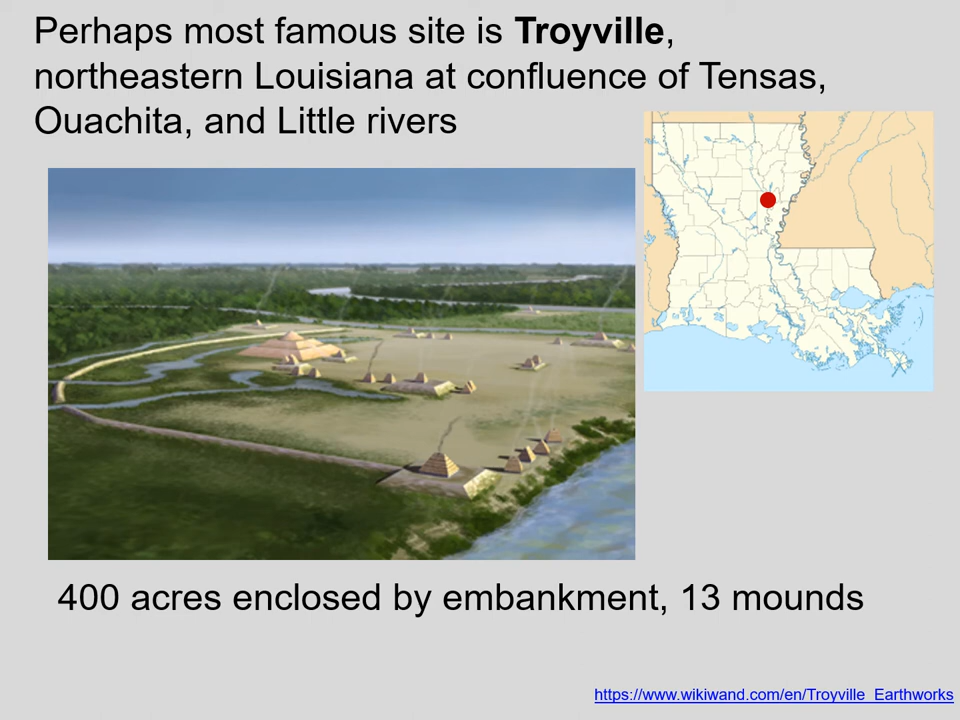 Perhaps most famous site is Troyville,
northeastern Louisiana at confluence of Tensas,
Ouachita, and Little rivers
400 acres enclosed by embankment, 13 mounds
https://www.wikiwand.com/en/Troyville_Earthworks